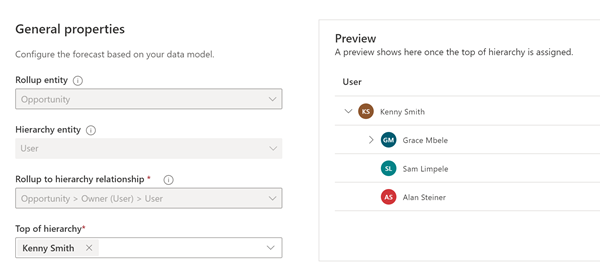 General properties
Configure the forecast based on your data model.
Rollup entity
Opportunity
Hierarchy entity
User
Rollup to hierarchy relationship *
Opportunity > Owner (User) > User
Top of hierarchy*
Kenny Smith ×
Preview
A preview shows here once the top of hierarchy is assigned.
User
KS Kenny Smith
GM Grace Mbele
SL Sam Limpele
AS Alan Steiner